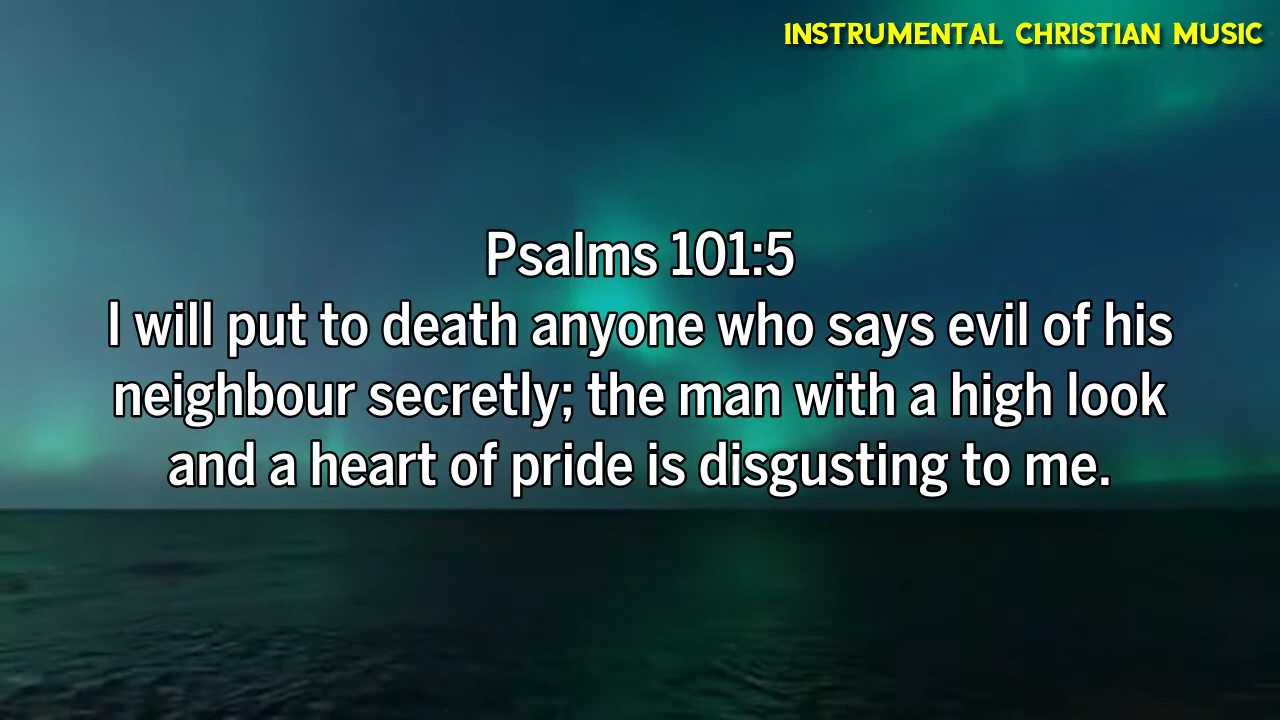 INSTRUMENTAL CHRISTIAN MUSIC
Psalms 101:5
I will put to death anyone who says evil of his
neighbour secretly; the man with a high look
and a heart of pride is disgusting to me.